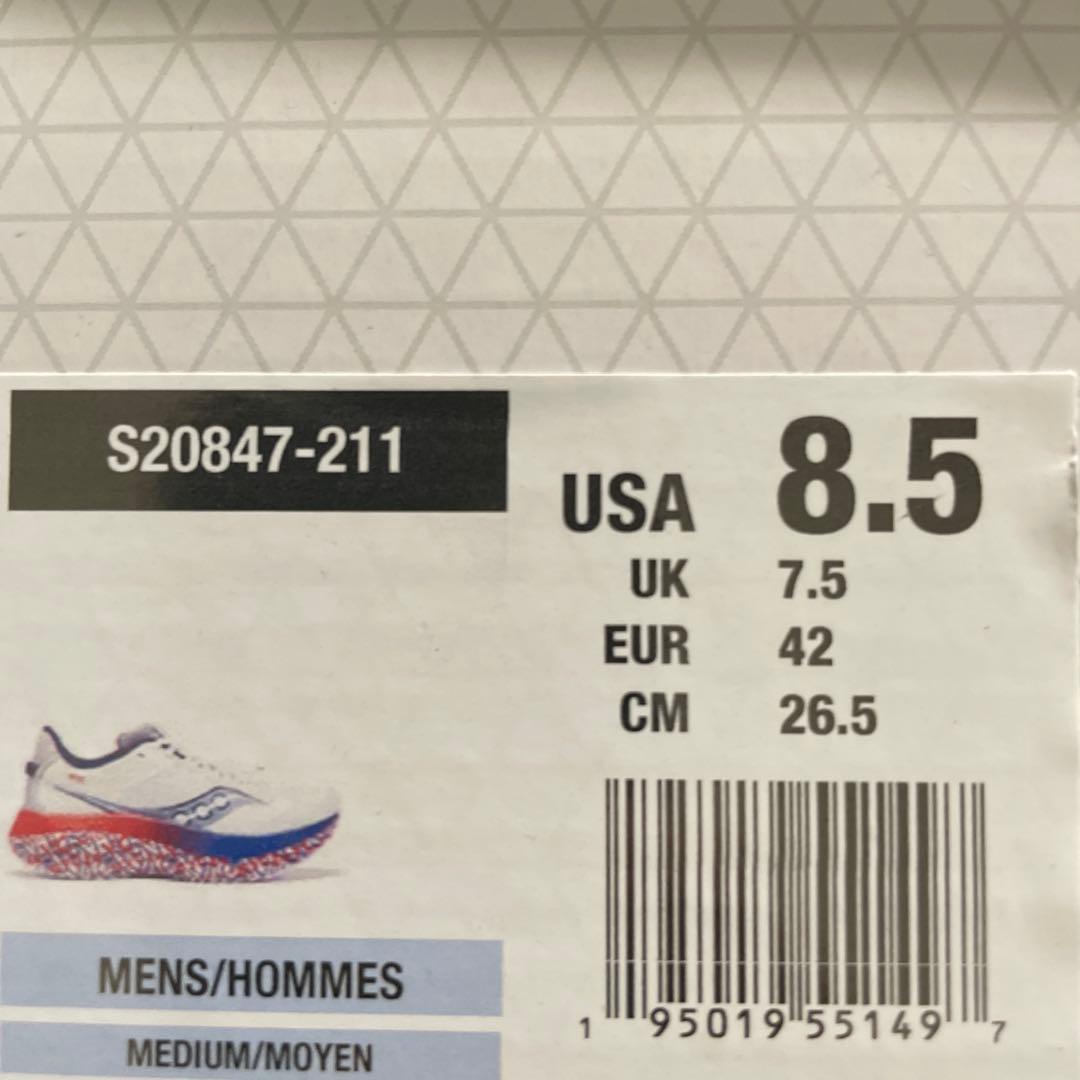 S20847-211
USA 8.5
UK 7.5
EUR 42
CM 26.5
MENS/HOMMES
MEDIUM/MOYEN
1 95019 55149 7